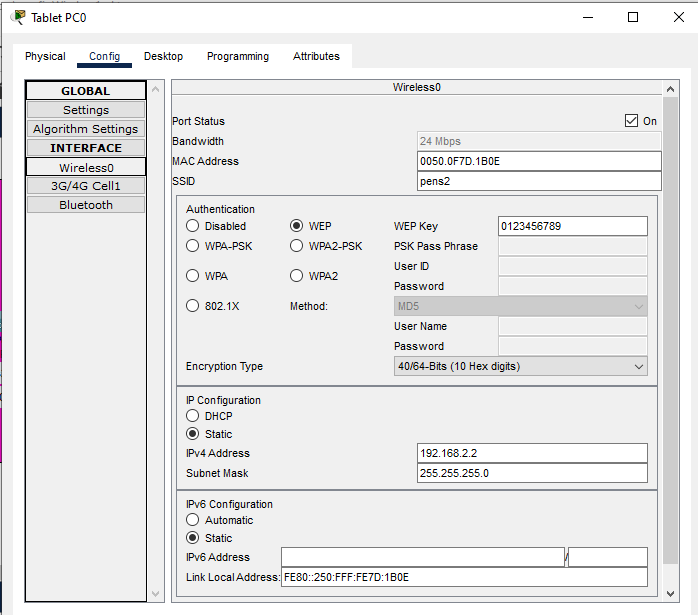 Tablet PC0
Physical Config Desktop Programming Attributes
GLOBAL
Settings
Algorithm Settings
INTERFACE
Wireless0
3G/4G Cell1
Bluetooth
Wireless0
Port Status On
Bandwidth 24 Mbps
MAC Address 0050.0F7D.1B0E
SSID pens2
Authentication
Disabled WEP WEP Key 0123456789
WPA-PSK WPA2-PSK PSK Pass Phrase
User ID
WPA WPA2
Password
802.1X Method: MD5
User Name
Password
Encryption Type 40/64-Bits (10 Hex digits)
IP Configuration
DHCP
Static
IPv4 Address 192.168.2.2
Subnet Mask 255.255.255.0
IPv6 Configuration
Automatic
Static
IPv6 Address /
Link Local Address: FE80::250:FFF:FE7D:1B0E